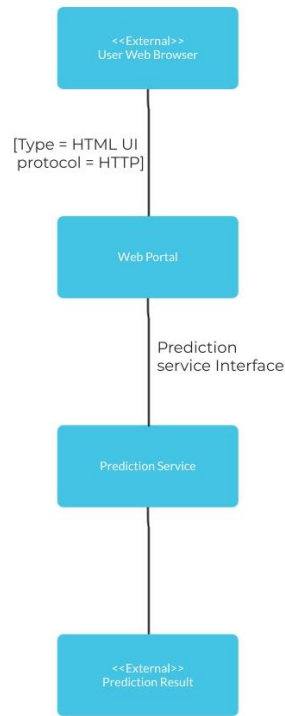 <<External>>
User Web Browser
[Type = HTML UI
protocol = HTTP]
Web Portal
Prediction
service Interface
Prediction Service
<<External>>
Prediction Result